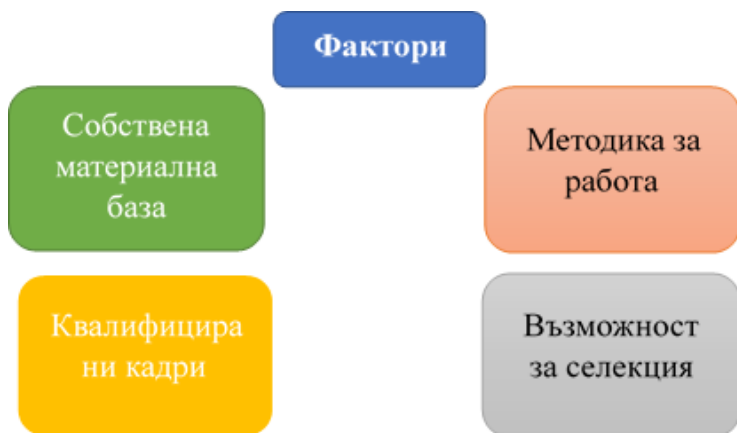 Фактори
Собствена
материална
база
Методика за
работа
Квалифицира
ни кадри
Възможност
за селекция